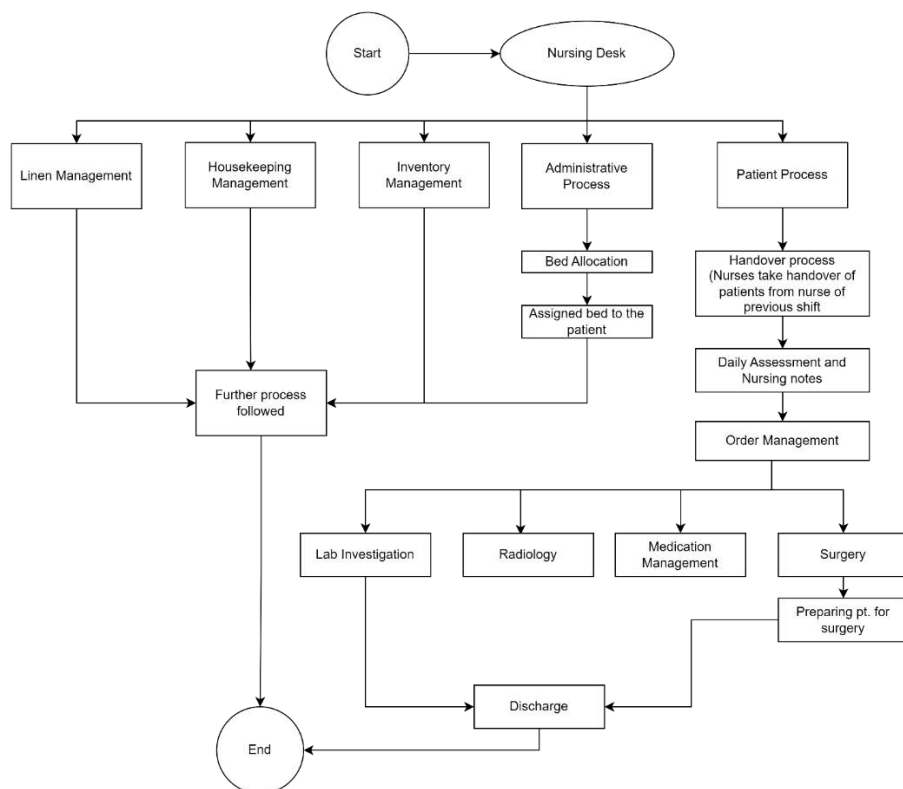 Start
Nursing Desk
Linen Management
Housekeeping
Management
Inventory
Management
Administrative
Process
Patient Process
Bed Allocation
Handover process
(Nurses take handover of
patients from nurse of
previous shift
Assigned bed to the
patient
Daily Assessment and
Nursing notes
Further process
followed
Order Management
Lab Investigation
Radiology
Medication
Management
Surgery
Preparing pt. for
surgery
Discharge
End